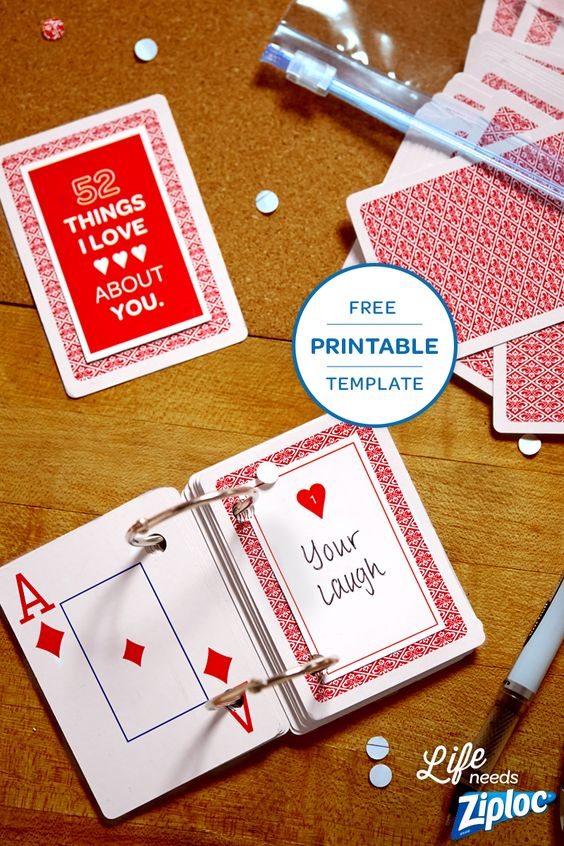 52
THINGS
I LOVE
ABOUT
YOU.
FREE
PRINTABLE
TEMPLATE
1
Your
laugh
A
A
Life
needs
Ziploc